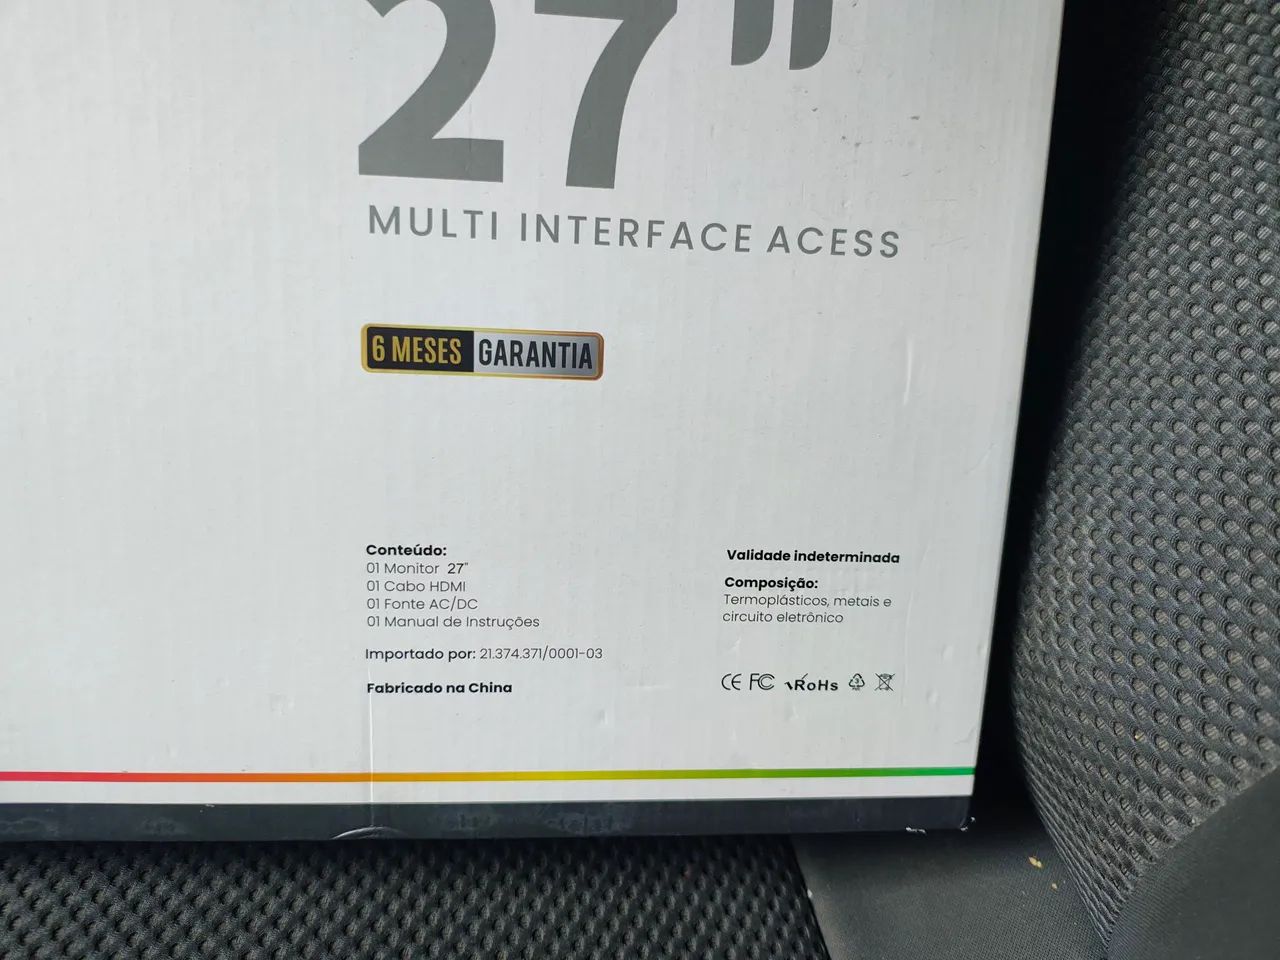 27"
MULTI INTERFACE ACESS
6 MESES GARANTIA
Conteúdo:
01 Monitor 27"
01 Cabo HDMI
01 Fonte AC/DC
01 Manual de Instruções
Importado por: 21.374.371/0001-03
Fabricado na China
Validade indeterminada
Composição:
Termoplásticos, metais e
circuito eletrônico
CE FC RoHS